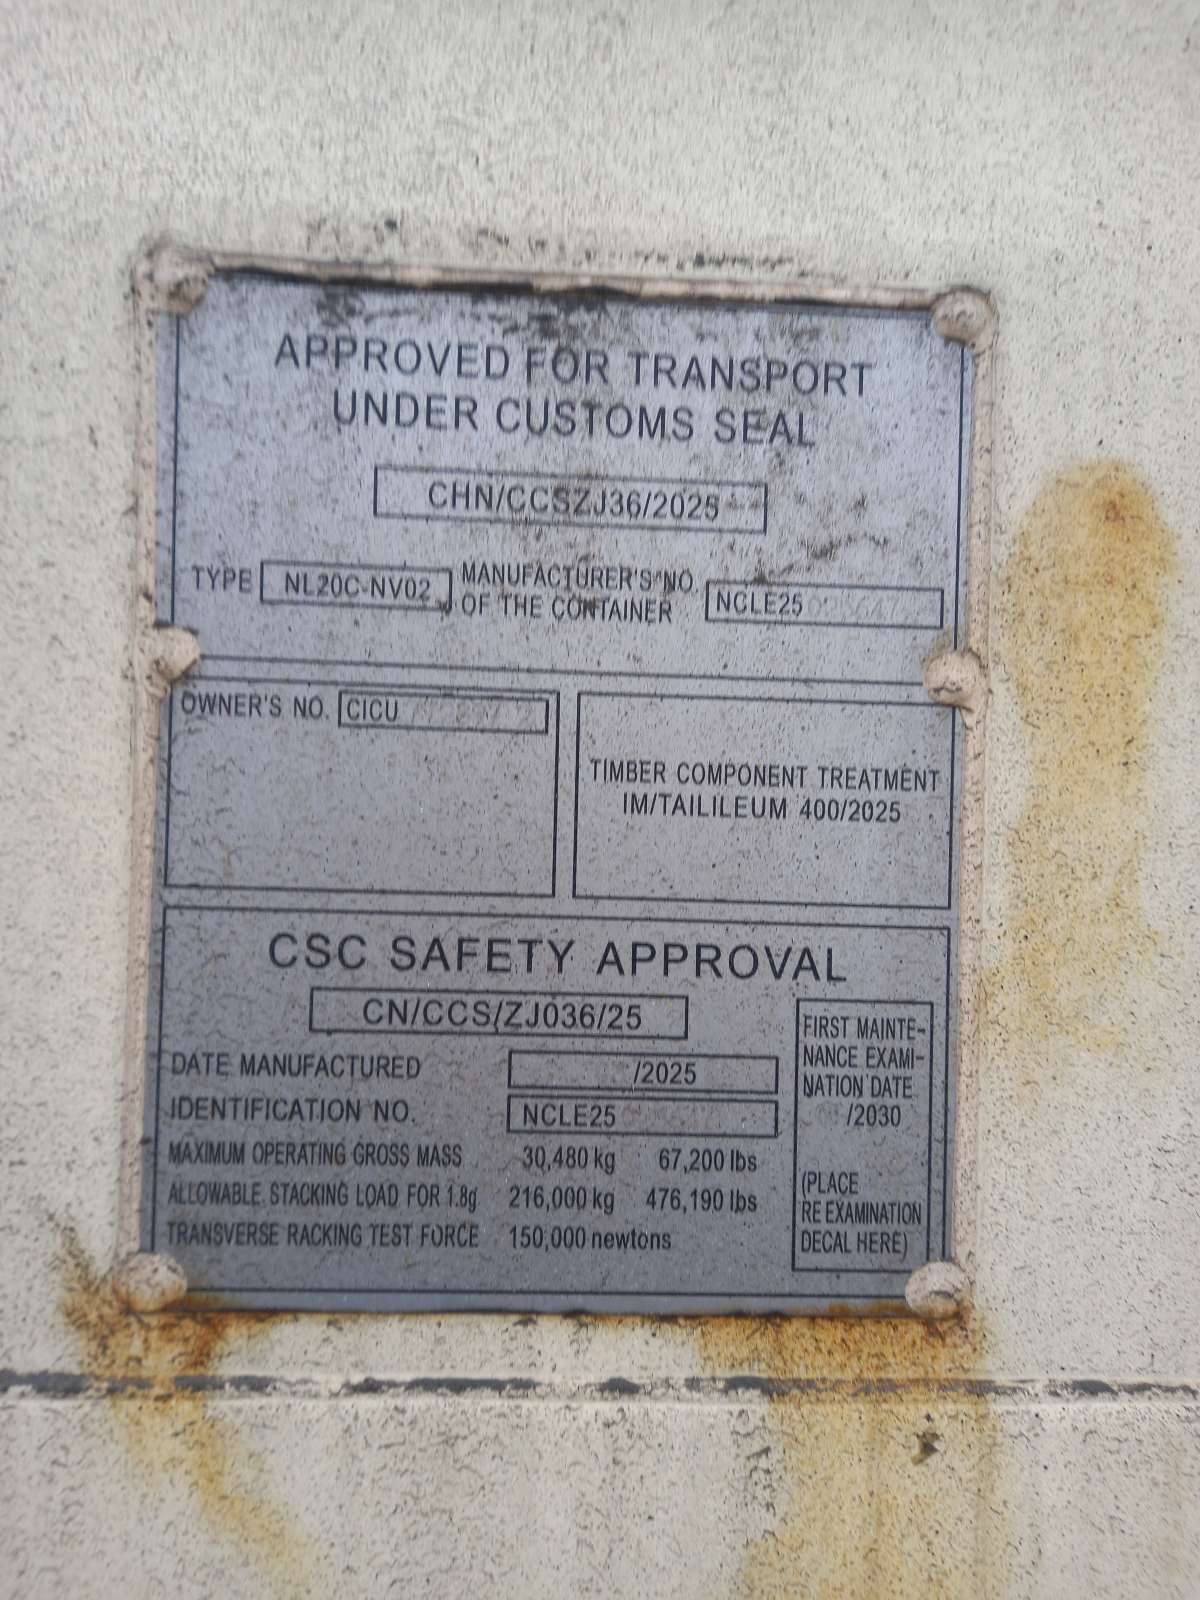 APPROVED FOR TRANSPORT
UNDER CUSTOMS SEAL
CHN/CCSZJ36/2025
TYPE NL20C-NV02 MANUFACTURER'S NO. OF THE CONTAINER NCLE25
OWNER'S NO. CICU
TIMBER COMPONENT TREATMENT
IM/TAILILEUM 400/2025
CSC SAFETY APPROVAL
CN/CCS/ZJ036/25
DATE MANUFACTURED /2025
IDENTIFICATION NO. NCLE25
MAXIMUM OPERATING GROSS MASS 30,480 kg 67,200 lbs
ALLOWABLE STACKING LOAD FOR 1.8g 216,000 kg 476,190 lbs
TRANSVERSE RACKING TEST FORCE 150,000 newtons
FIRST MAINTE-
NANCE EXAMI-
NATION DATE
/2030
(PLACE
RE EXAMINATION
DECAL HERE)